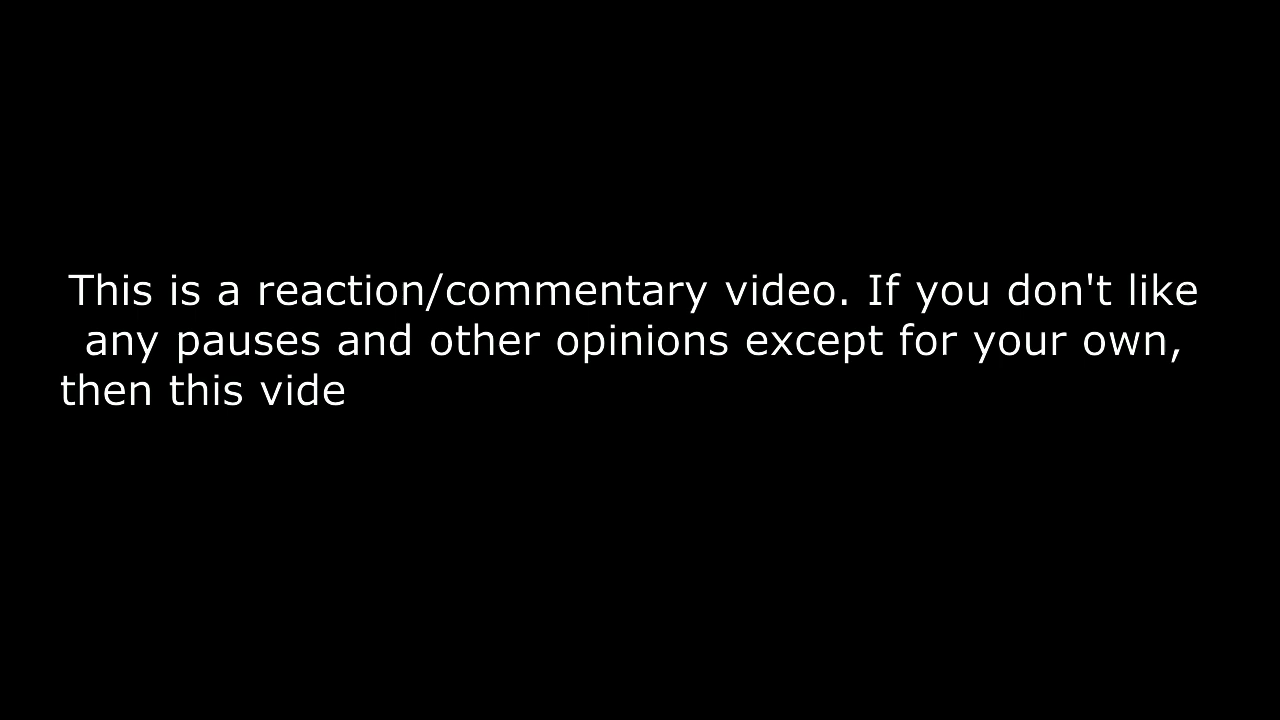 This is a reaction/commentary video. If you don't like
any pauses and other opinions except for your own,
then this vide